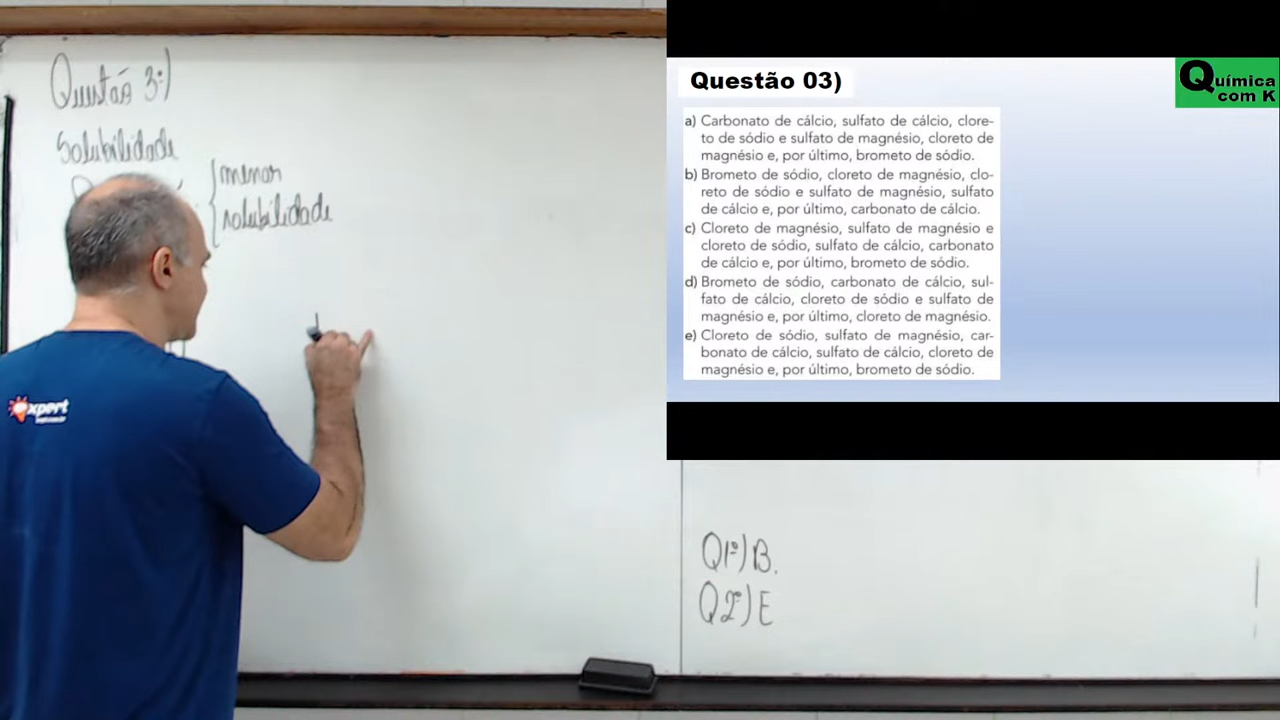 Questão 3ª)
Solubilidade
menor
solubilidade
xpert
Questão 03)
Química
com K
a) Carbonato de cálcio, sulfato de cálcio, clore-
to de sódio e sulfato de magnésio, cloreto de
magnésio e, por último, brometo de sódio.
b) Brometo de sódio, cloreto de magnésio, clo-
reto de sódio e sulfato de magnésio, sulfato
de cálcio e, por último, carbonato de cálcio.
c) Cloreto de magnésio, sulfato de magnésio e
cloreto de sódio, sulfato de cálcio, carbonato
de cálcio e, por último, brometo de sódio.
d) Brometo de sódio, carbonato de cálcio, sul-
fato de cálcio, cloreto de sódio e sulfato de
magnésio e, por último, cloreto de magnésio.
e) Cloreto de sódio, sulfato de magnésio, car-
bonato de cálcio, sulfato de cálcio, cloreto de
magnésio e, por último, brometo de sódio.
Q1ª) B.
Q2ª) E